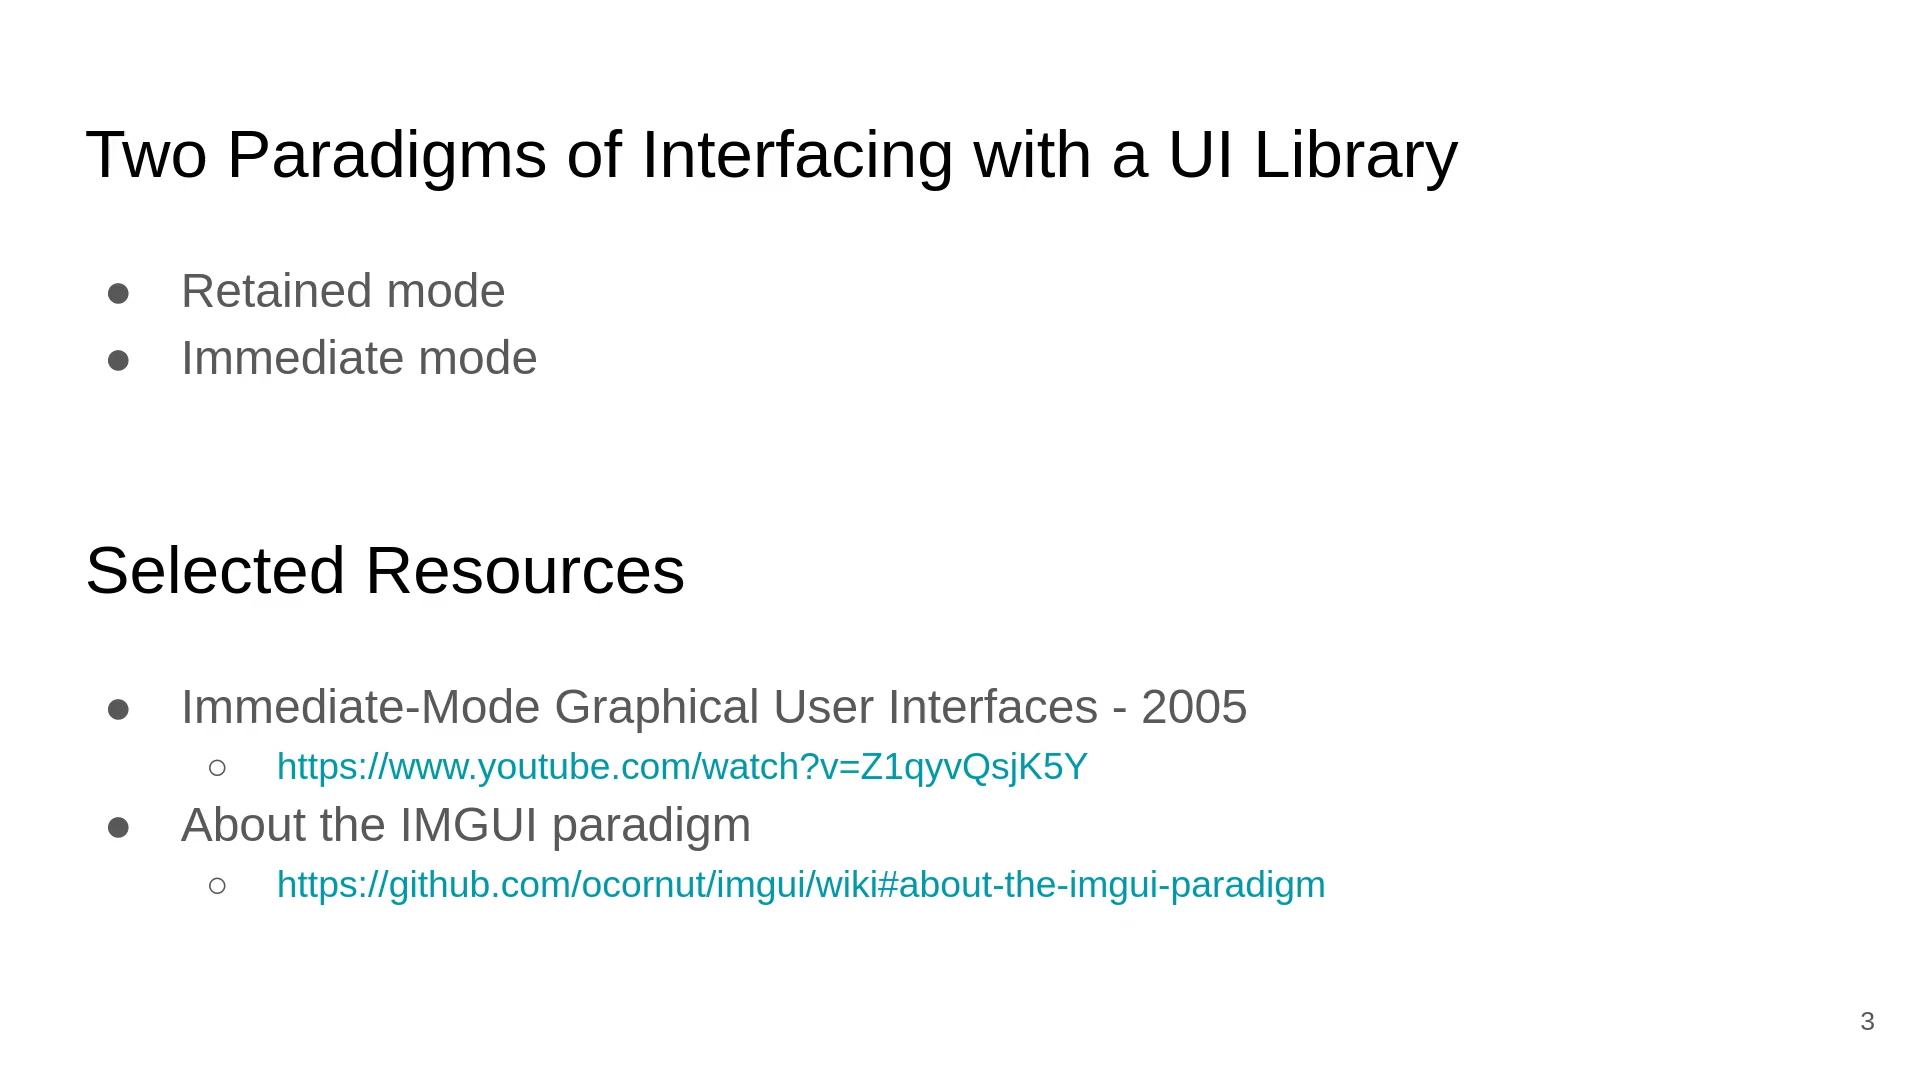 Two Paradigms of Interfacing with a UI Library
● Retained mode
● Immediate mode
Selected Resources
● Immediate-Mode Graphical User Interfaces - 2005
○ https://www.youtube.com/watch?v=Z1qyvQsjK5Y
● About the IMGUI paradigm
○ https://github.com/ocornut/imgui/wiki#about-the-imgui-paradigm
3